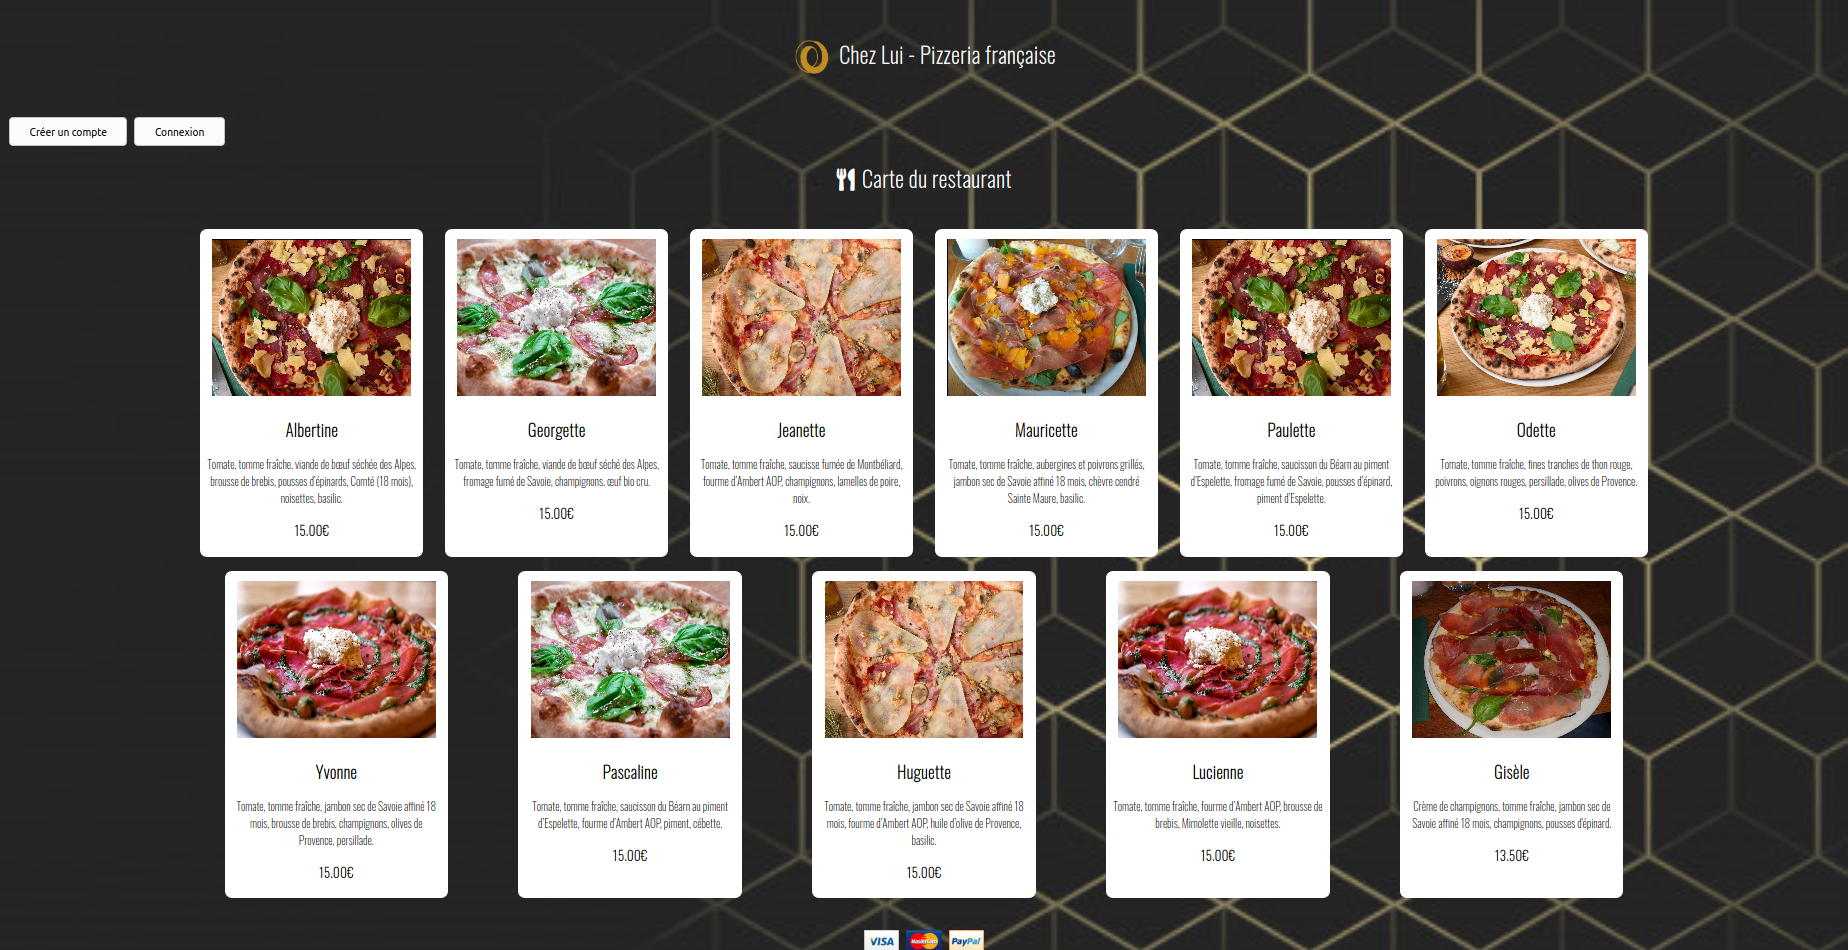 Chez Lui - Pizzeria française
Créer un compte
Connexion
Carte du restaurant
Albertine
Tomate, tomme fraîche, viande de bœuf séchée des Alpes,
brousse de brebis, pousses d'épinards, Comté (18 mois),
noisettes, basilic.
15.00€
Georgette
Tomate, tomme fraîche, viande de bœuf séché des Alpes,
fromage fumé de Savoie, champignons, œuf bio cru.
15.00€
Jeanette
Tomate, tomme fraîche, saucisse fumée de Montbéliard,
fourme d'Ambert AOP, champignons, lamelles de poire,
noix.
15.00€
Mauricette
Tomate, tomme fraîche, aubergines et poivrons grillés,
jambon sec de Savoie affiné 18 mois, chèvre cendré
Sainte Maure, basilic.
15.00€
Paulette
Tomate, tomme fraîche, saucisson du Béarn au piment
d'Espelette, fromage fumé de Savoie, pousses d'épinard,
piment d'Espelette.
15.00€
Odette
Tomate, tomme fraîche, fines tranches de thon rouge,
poivrons, oignons rouges, persillade, olives de Provence.
15.00€
Yvonne
Tomate, tomme fraîche, jambon sec de Savoie affiné 18
mois, brousse de brebis, champignons, olives de
Provence, persillade.
15.00€
Pascaline
Tomate, tomme fraîche, saucisson du Béarn au piment
d'Espelette, fourme d'Ambert AOP, piment, cébette.
15.00€
Huguette
Tomate, tomme fraîche, jambon sec de Savoie affiné 18
mois, fourme d'Ambert AOP, huile d'olive de Provence,
basilic.
15.00€
Lucienne
Tomate, tomme fraîche, fourme d'Ambert AOP, brousse de
brebis, Mimolette vieille, noisettes.
15.00€
Gisèle
Crème de champignons, tomme fraîche, jambon sec de
Savoie affiné 18 mois, champignons, pousses d'épinard.
13.50€
VISA
MasterCard
PayPal